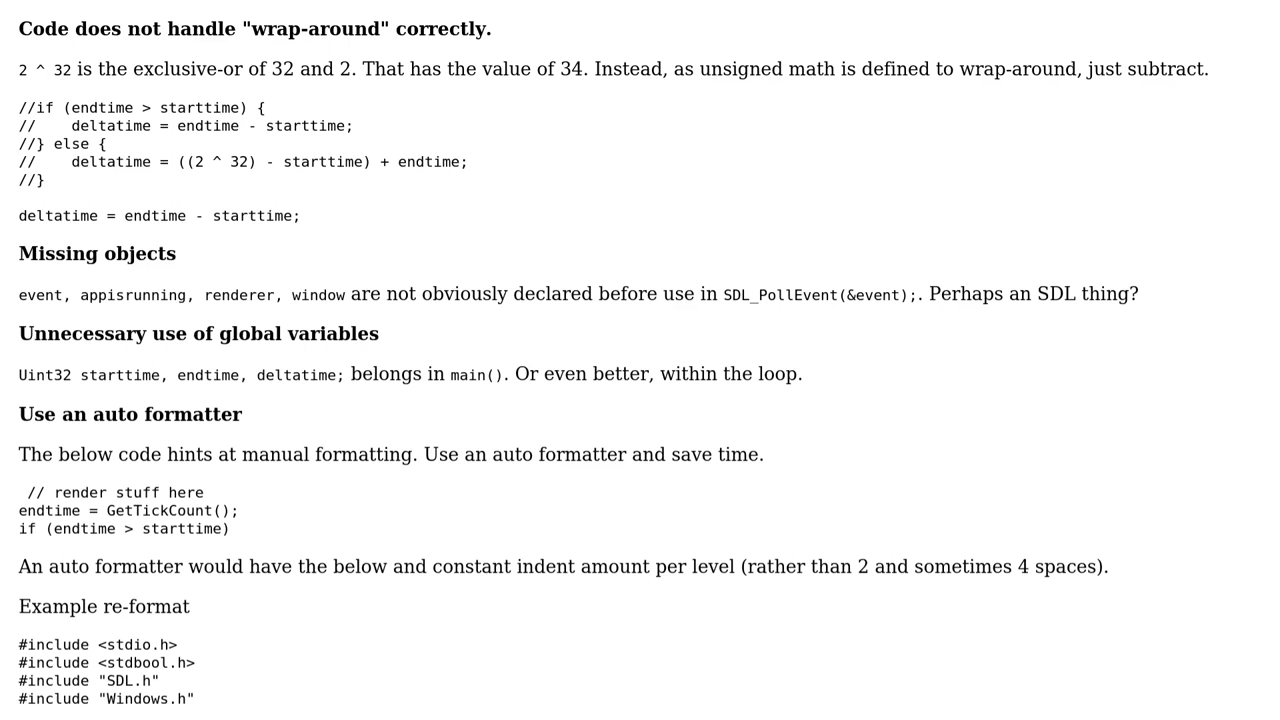 Code does not handle "wrap-around" correctly.
2 ^ 32 is the exclusive-or of 32 and 2. That has the value of 34. Instead, as unsigned math is defined to wrap-around, just subtract.
//if (endtime > starttime) {
//    deltatime = endtime - starttime;
//} else {
//    deltatime = ((2 ^ 32) - starttime) + endtime;
//}
deltatime = endtime - starttime;
Missing objects
event, appisrunning, renderer, window are not obviously declared before use in SDL_PollEvent(&event);. Perhaps an SDL thing?
Unnecessary use of global variables
Uint32 starttime, endtime, deltatime; belongs in main(). Or even better, within the loop.
Use an auto formatter
The below code hints at manual formatting. Use an auto formatter and save time.
 // render stuff here
endtime = GetTickCount();
if (endtime > starttime)
An auto formatter would have the below and constant indent amount per level (rather than 2 and sometimes 4 spaces).
Example re-format
#include <stdio.h>
#include <stdbool.h>
#include "SDL.h"
#include "Windows.h"